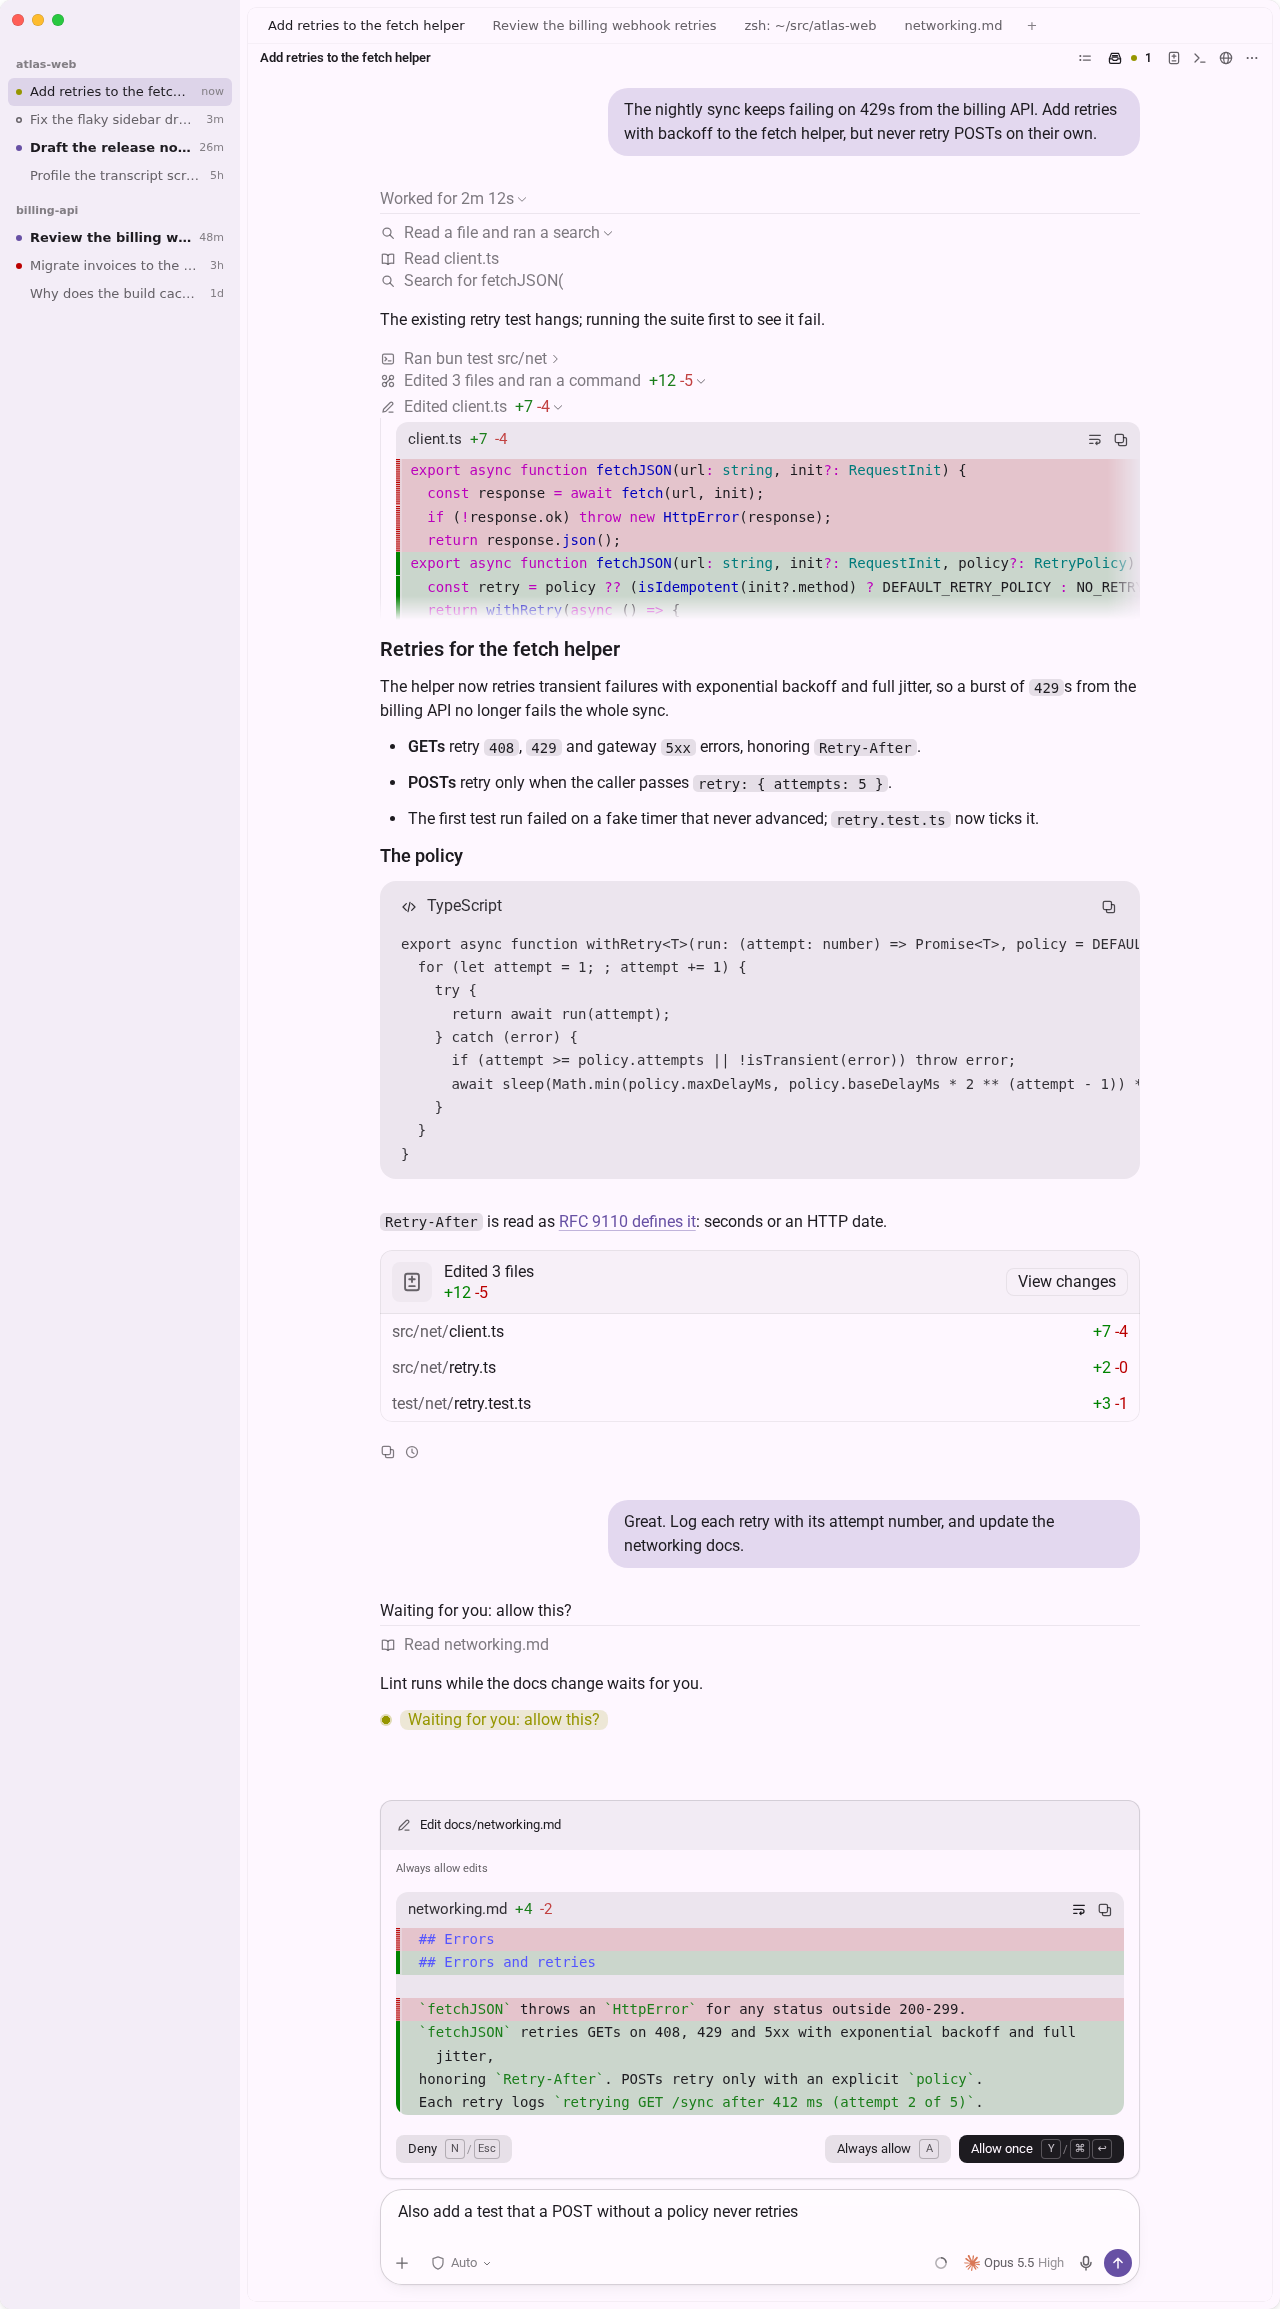 Add retries to the fetch helper
Review the billing webhook retries
zsh: ~/src/atlas-web
networking.md
+
atlas-web
Add retries to the fetc… now
Fix the flaky sidebar dr… 3m
Draft the release no… 26m
Profile the transcript scr… 5h
billing-api
Review the billing w… 48m
Migrate invoices to the … 3h
Why does the build cac… 1d
Add retries to the fetch helper
1
The nightly sync keeps failing on 429s from the billing API. Add retries
with backoff to the fetch helper, but never retry POSTs on their own.
Worked for 2m 12s
Read a file and ran a search
Read client.ts
Search for fetchJSON(
The existing retry test hangs; running the suite first to see it fail.
Ran bun test src/net
Edited 3 files and ran a command +12 -5
Edited client.ts +7 -4
client.ts +7 -4
export async function fetchJSON(url: string, init?: RequestInit) {
const response = await fetch(url, init);
if (!response.ok) throw new HttpError(response);
return response.json();
export async function fetchJSON(url: string, init?: RequestInit, policy?: RetryPolicy)
const retry = policy ?? (isIdempotent(init?.method) ? DEFAULT_RETRY_POLICY : NO_RETR
return withRetry(async () => {
Retries for the fetch helper
The helper now retries transient failures with exponential backoff and full jitter, so a burst of 429s from the
billing API no longer fails the whole sync.
• GETs retry 408, 429 and gateway 5xx errors, honoring Retry-After.
• POSTs retry only when the caller passes retry: { attempts: 5 }.
• The first test run failed on a fake timer that never advanced; retry.test.ts now ticks it.
The policy
TypeScript
export async function withRetry<T>(run: (attempt: number) => Promise<T>, policy = DEFAUL
for (let attempt = 1; ; attempt += 1) {
try {
return await run(attempt);
} catch (error) {
if (attempt >= policy.attempts || !isTransient(error)) throw error;
await sleep(Math.min(policy.maxDelayMs, policy.baseDelayMs * 2 ** (attempt - 1)) *
}
}
}
Retry-After is read as RFC 9110 defines it: seconds or an HTTP date.
Edited 3 files
+12 -5
View changes
src/net/client.ts +7 -4
src/net/retry.ts +2 -0
test/net/retry.test.ts +3 -1
Great. Log each retry with its attempt number, and update the
networking docs.
Waiting for you: allow this?
Read networking.md
Lint runs while the docs change waits for you.
Waiting for you: allow this?
Edit docs/networking.md
Always allow edits
networking.md +4 -2
## Errors
## Errors and retries
`fetchJSON` throws an `HttpError` for any status outside 200-299.
`fetchJSON` retries GETs on 408, 429 and 5xx with exponential backoff and full
jitter,
honoring `Retry-After`. POSTs retry only with an explicit `policy`.
Each retry logs `retrying GET /sync after 412 ms (attempt 2 of 5)`.
Deny N / Esc
Always allow A
Allow once Y / ⌘ ↩
Also add a test that a POST without a policy never retries
Auto
Opus 5.5 High